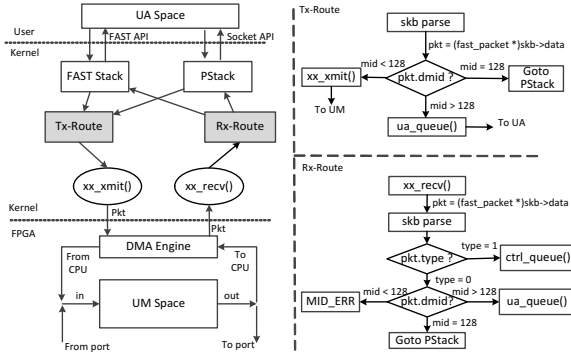 UA Space
User
FAST API
Socket API
Kernel
FAST Stack
PStack
Tx-Route
Rx-Route
xx_xmit()
xx_recv()
Kernel
Pkt
Pkt
FPGA
DMA Engine
From
CPU
To
CPU
in
UM Space
out
From port
To port
Tx-Route
skb parse
pkt = (fast_packet *)skb->data
mid < 128
mid = 128
xx_xmit()
pkt.dmid ?
Goto
PStack
To UM
mid > 128
ua_queue()
To UA
Rx-Route
xx_recv()
pkt = (fast_packet *)skb->data
skb parse
type = 1
pkt.type ?
ctrl_queue()
type = 0
mid < 128
mid > 128
MID_ERR
pkt.dmid?
ua_queue()
mid = 128
Goto PStack